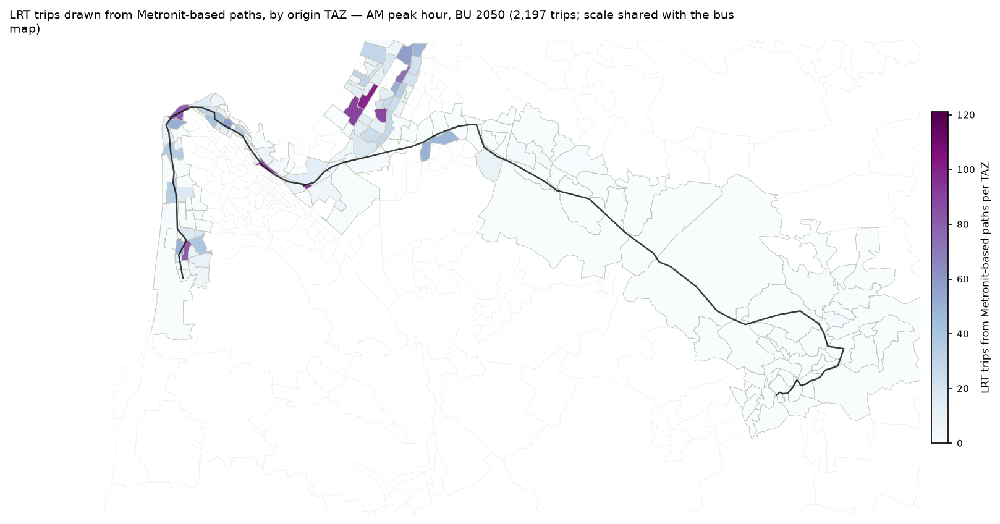 LRT trips drawn from Metronit-based paths, by origin TAZ — AM peak hour, BU 2050 (2,197 trips; scale shared with the bus
map)
120
100
80
60
40
20
0
LRT trips from Metronit-based paths per TAZ